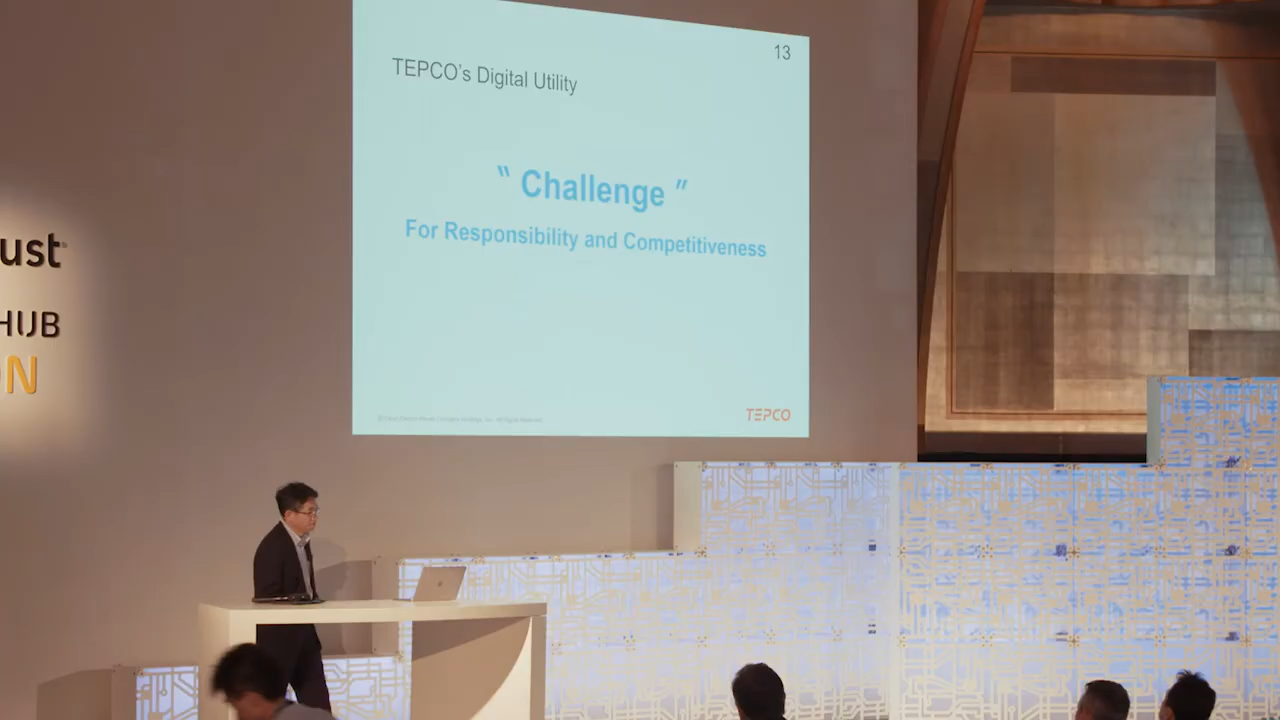 13
TEPCO's Digital Utility
“ Challenge ”
For Responsibility and Competitiveness
TEPCO
ust
HUB
N